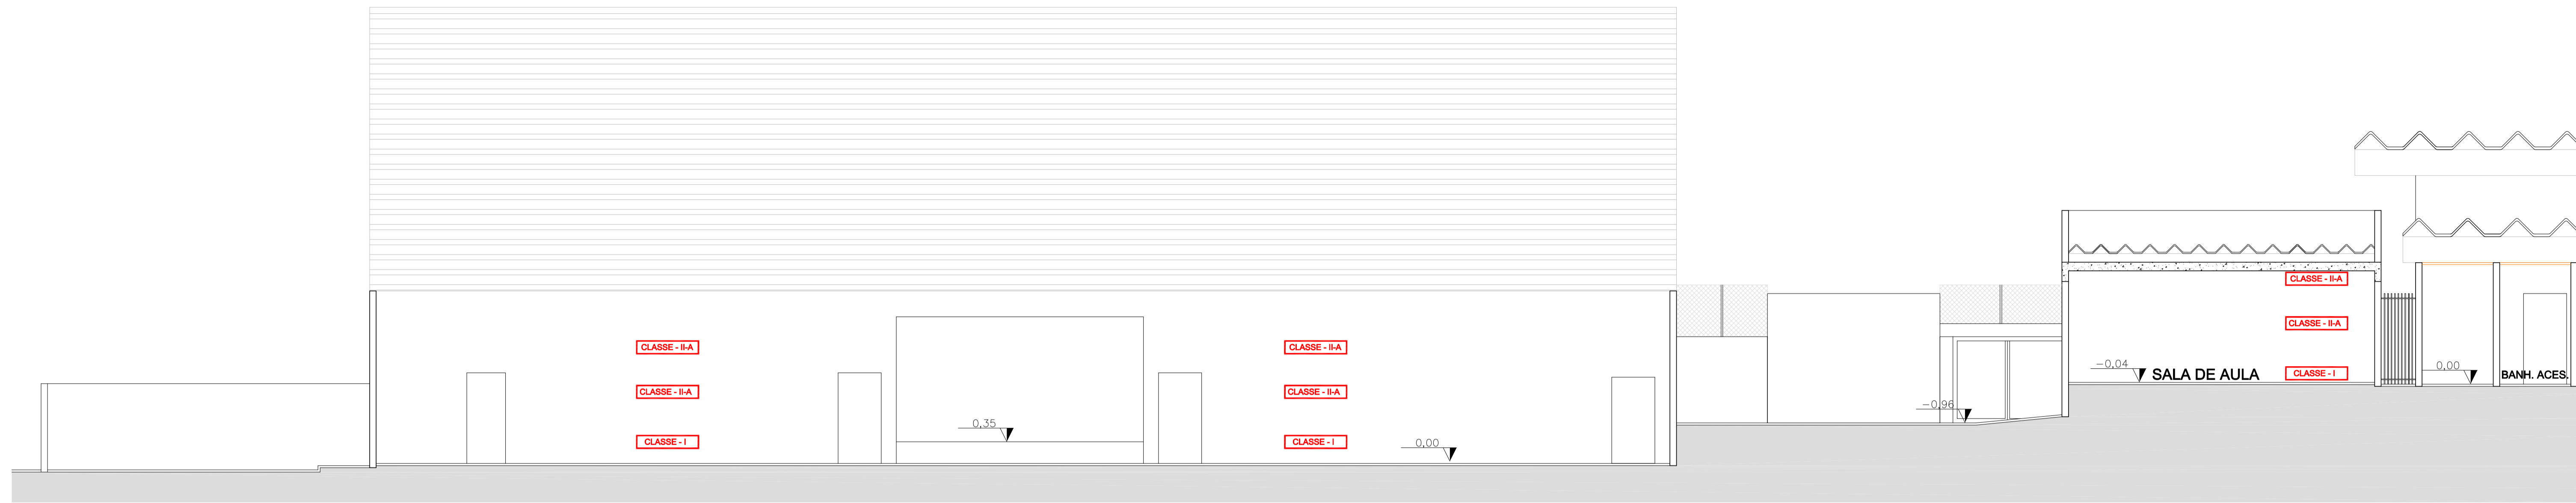 CLASSE - II-A
CLASSE - II-A
CLASSE - I
0,35
CLASSE - II-A
CLASSE - II-A
CLASSE - I
0,00
-0,96
-0,04
SALA DE AULA
CLASSE - II-A
CLASSE - II-A
CLASSE - I
0,00
BANH. ACES.